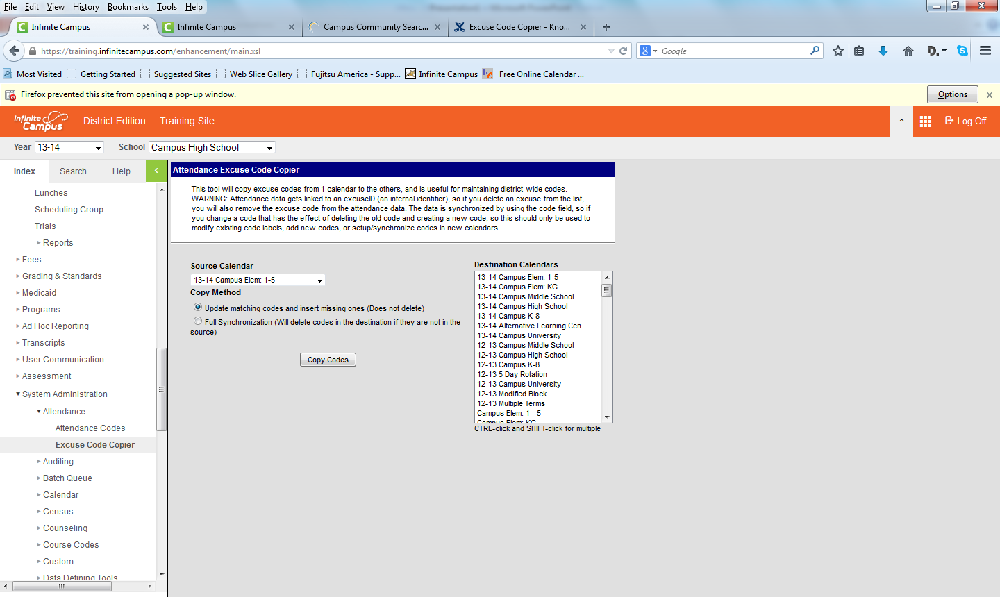 File Edit View History Bookmarks Tools Help
Infinite Campus
Infinite Campus
Campus Community Searc...
Excuse Code Copier - Kno...
https://training.infinitecampus.com/enhancement/main.xsl
Google
Most Visited
Getting Started
Suggested Sites
Web Slice Gallery
Fujitsu America - Supp...
Infinite Campus
Free Online Calendar ...
Firefox prevented this site from opening a pop-up window.
Options
Infinite Campus
District Edition
Training Site
Log Off
Year 13-14
School Campus High School
Index
Search
Help
Lunches
Scheduling Group
Trials
Reports
Fees
Grading & Standards
Medicaid
Programs
Ad Hoc Reporting
Transcripts
User Communication
Assessment
System Administration
Attendance
Attendance Codes
Excuse Code Copier
Auditing
Batch Queue
Calendar
Census
Counseling
Course Codes
Custom
Data Defining Tools
Attendance Excuse Code Copier
This tool will copy excuse codes from 1 calendar to the others, and is useful for maintaining district-wide codes.
WARNING: Attendance data gets linked to an excuseID (an internal identifier), so if you delete an excuse from the list,
you will also remove the excuse code from the attendance data. The data is synchronized by using the code field, so if
you change a code that has the effect of deleting the old code and creating a new code, so this should only be used to
modify existing code labels, add new codes, or setup/synchronize codes in new calendars.
Source Calendar
13-14 Campus Elem: 1-5
Copy Method
Update matching codes and insert missing ones (Does not delete)
Full Synchronization (Will delete codes in the destination if they are not in the
source)
Copy Codes
Destination Calendars
13-14 Campus Elem: 1-5
13-14 Campus Elem: KG
13-14 Campus Middle School
13-14 Campus High School
13-14 Campus K-8
13-14 Alternative Learning Cen
13-14 Campus University
12-13 Campus Middle School
12-13 Campus High School
12-13 Campus K-8
12-13 5 Day Rotation
12-13 Campus University
12-13 Modified Block
12-13 Multiple Terms
Campus Elem: 1 - 5
Campus Elem: KG
CTRL-click and SHIFT-click for multiple